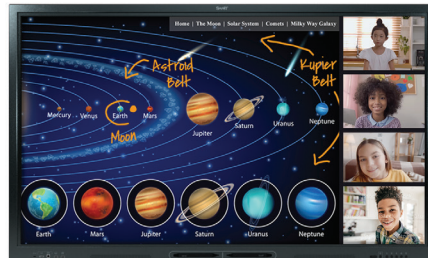 SMART
Home | The Moon | Solar System | Comets | Milky Way Galaxy
Astroid
Belt
Kupier
Belt
Mercury
Venus
Earth
Mars
Jupiter
Saturn
Uranus
Neptune
Moon
Earth
Mars
Jupiter
Saturn
Uranus
Neptune